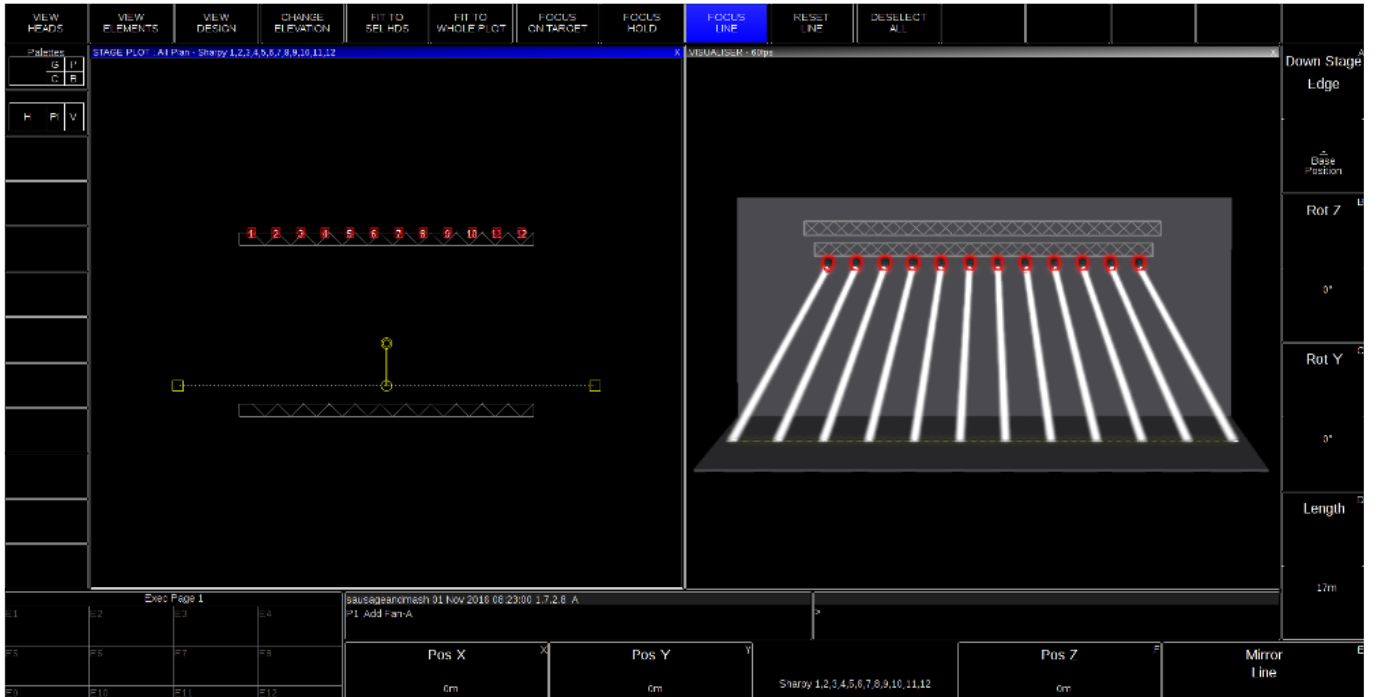 VIEW HEADS
VIEW ELEMENTS
VIEW DESIGN
CHANGE ELEVATION
FIT TO SEL HDS
FIT TO WHOLE PLOT
FOCUS ON TARGET
FOCUS HOLD
FOCUS LINE
RESET LINE
DESELECT ALL
Palettes
G P
C B
H Pl V
STAGE PLOT : All Plan - Sharpy 1,2,3,4,5,6,7,8,9,10,11,12 X
1 2 3 4 5 6 7 8 9 10 11 12
VISUALISER - 60fps X
A
Down Stage
Edge
Base
Position
Rot Z B
0°
Rot Y C
0°
Length D
17m
Exec Page 1
E1 E2 E3 E4
E5 E6 E7 E8
E9 E10 E11 E12
sausageandmash 01 Nov 2016 08:23:00 1.7.2.8 A
P1 Add Fan-A
>
Pos X X
0m
Pos Y Y
0m
Sharpy 1,2,3,4,5,6,7,8,9,10,11,12
Pos Z F
0m
Mirror E
Line